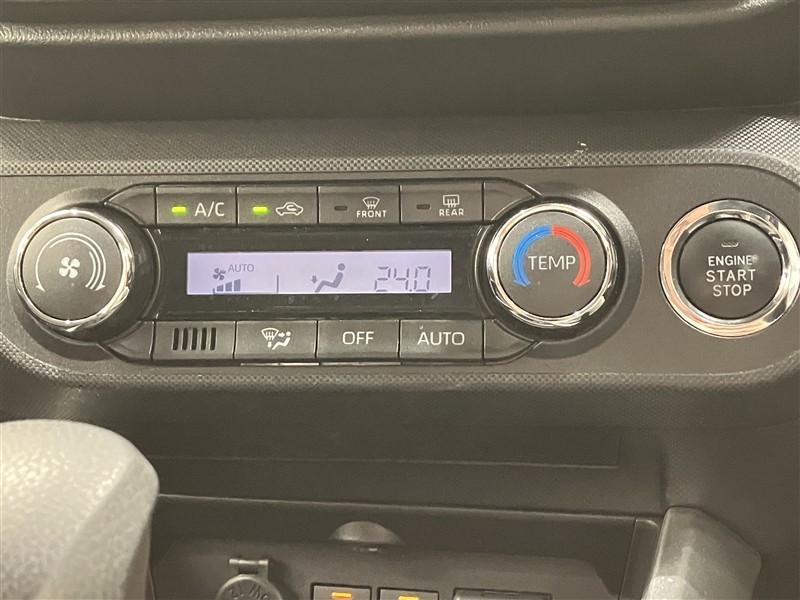 A/C
FRONT
REAR
AUTO
24.0
TEMP
ENGINE
START
STOP
OFF
AUTO